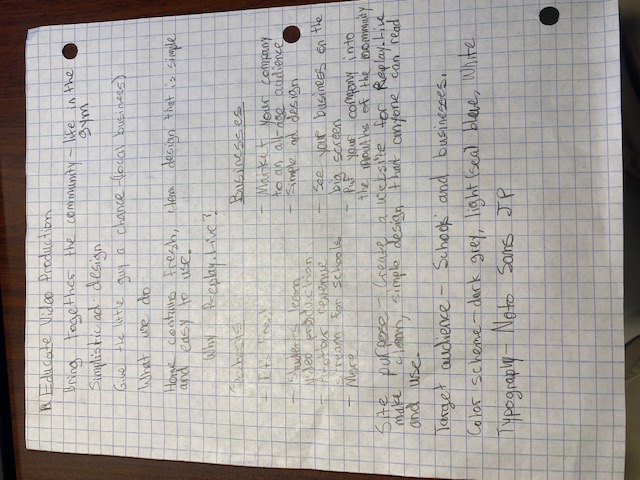 Educate Video Production
Bring together the community - life in the gym
Simplistic ad design
Give the little guy a chance - (local business)
What we do
Home contains fresh, clean design that is simple
and easy to use.
Why Replay.Live?
Schools
- It's free!
- Students learn
video production
- Another revenue
stream for schools
- More
Businesses
- Market your company
to an all-age audience
- Simple ad design
- See your business on the
big screen
- Put your company into
the mouths of the community
Site purpose - Create a website for Replay.Live
make clean, simple design that anyone can read
and use.
Target audience - Schools and businesses.
Color scheme - dark grey, light (seal) blue, White
Typography - Noto Sans JP